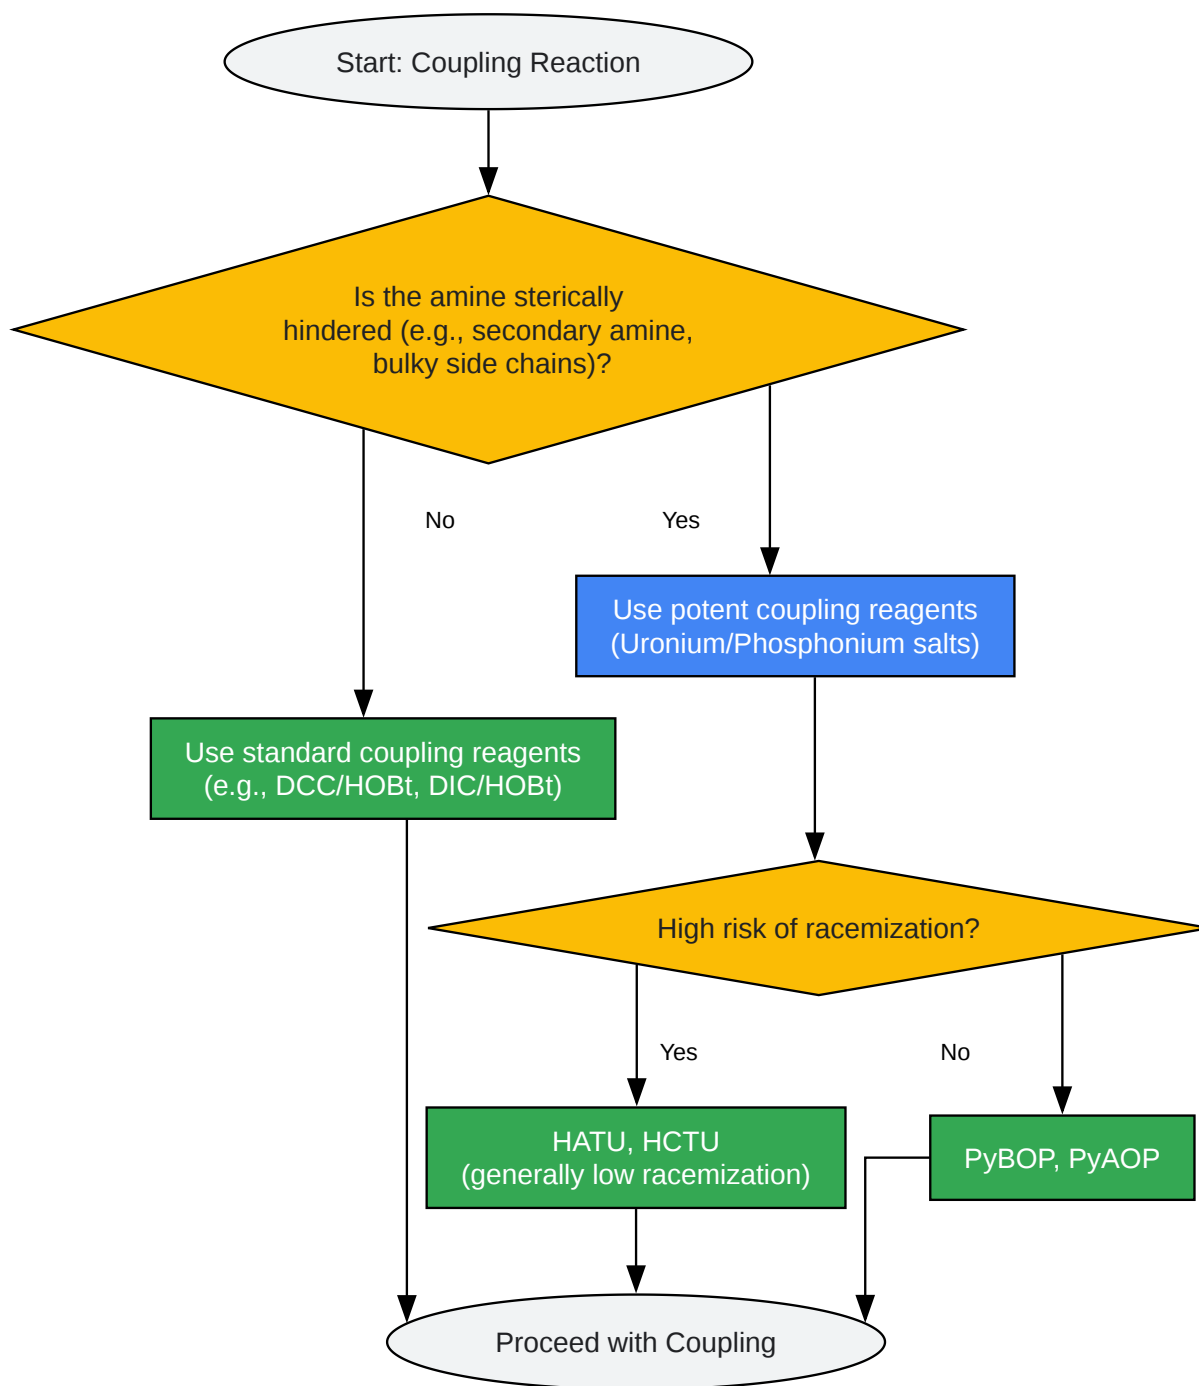 Start: Coupling Reaction
Is the amine sterically
hindered (e.g., secondary amine,
bulky side chains)?
No
Yes
Use potent coupling reagents
(Uronium/Phosphonium salts)
Use standard coupling reagents
(e.g., DCC/HOBt, DIC/HOBt)
High risk of racemization?
Yes
No
HATU, HCTU
(generally low racemization)
PyBOP, PyAOP
Proceed with Coupling